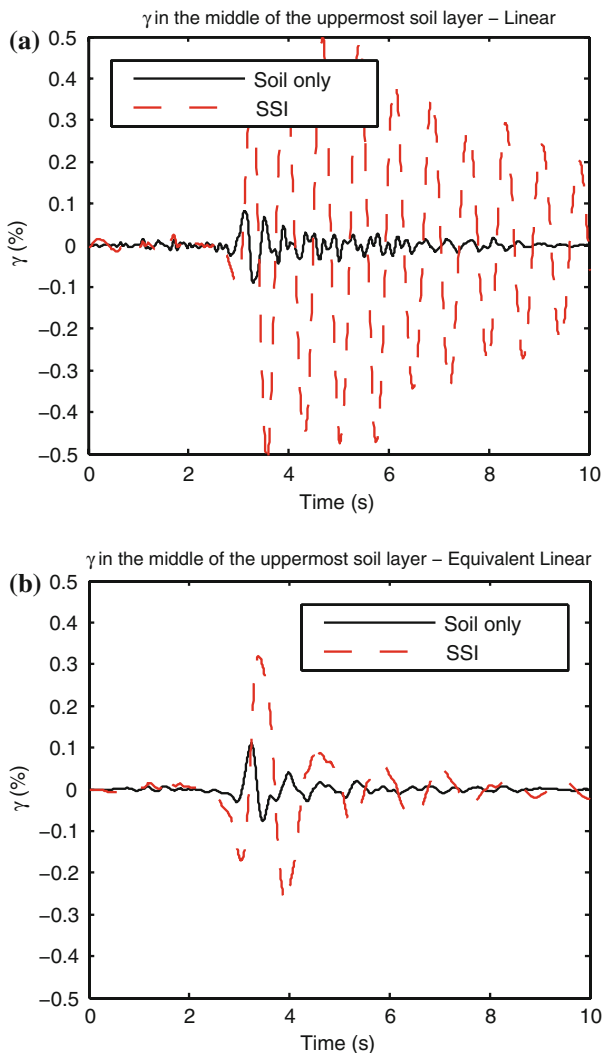 γ in the middle of the uppermost soil layer – Linear
(a)
0.5
0.4
0.3
0.2
0.1
0
−0.1
−0.2
−0.3
−0.4
−0.5
γ (%)
Soil only
SSI
0 2 4 6 8 10
Time (s)
γ in the middle of the uppermost soil layer – Equivalent Linear
(b)
0.5
0.4
0.3
0.2
0.1
0
−0.1
−0.2
−0.3
−0.4
−0.5
γ (%)
Soil only
SSI
0 2 4 6 8 10
Time (s)